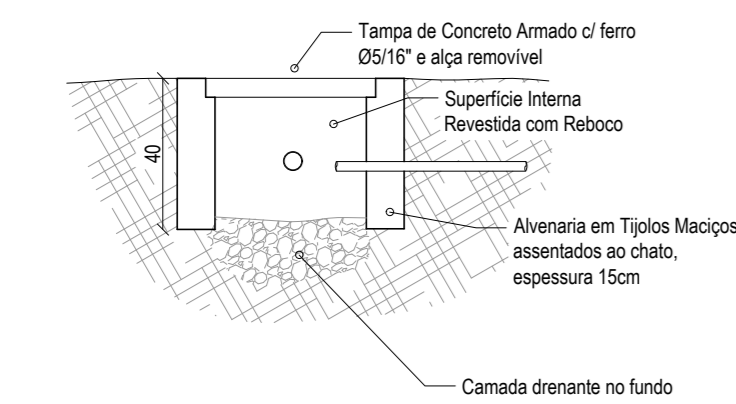 Tampa de Concreto Armado c/ ferro
Ø5/16" e alça removível
Superfície Interna
Revestida com Reboco
40
Alvenaria em Tijolos Maciços
assentados ao chato,
espessura 15cm
Camada drenante no fundo